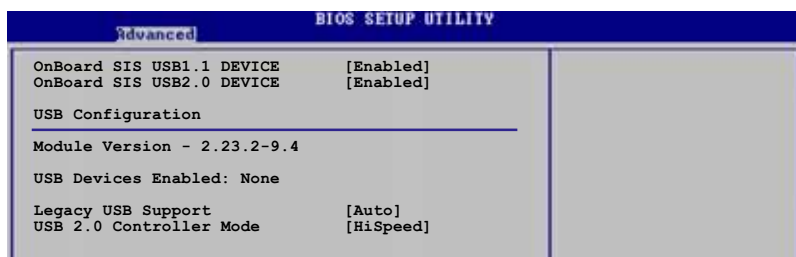 BIOS SETUP UTILITY
Advanced
OnBoard SIS USB1.1 DEVICE [Enabled]
OnBoard SIS USB2.0 DEVICE [Enabled]
USB Configuration
Module Version - 2.23.2-9.4
USB Devices Enabled: None
Legacy USB Support [Auto]
USB 2.0 Controller Mode [HiSpeed]